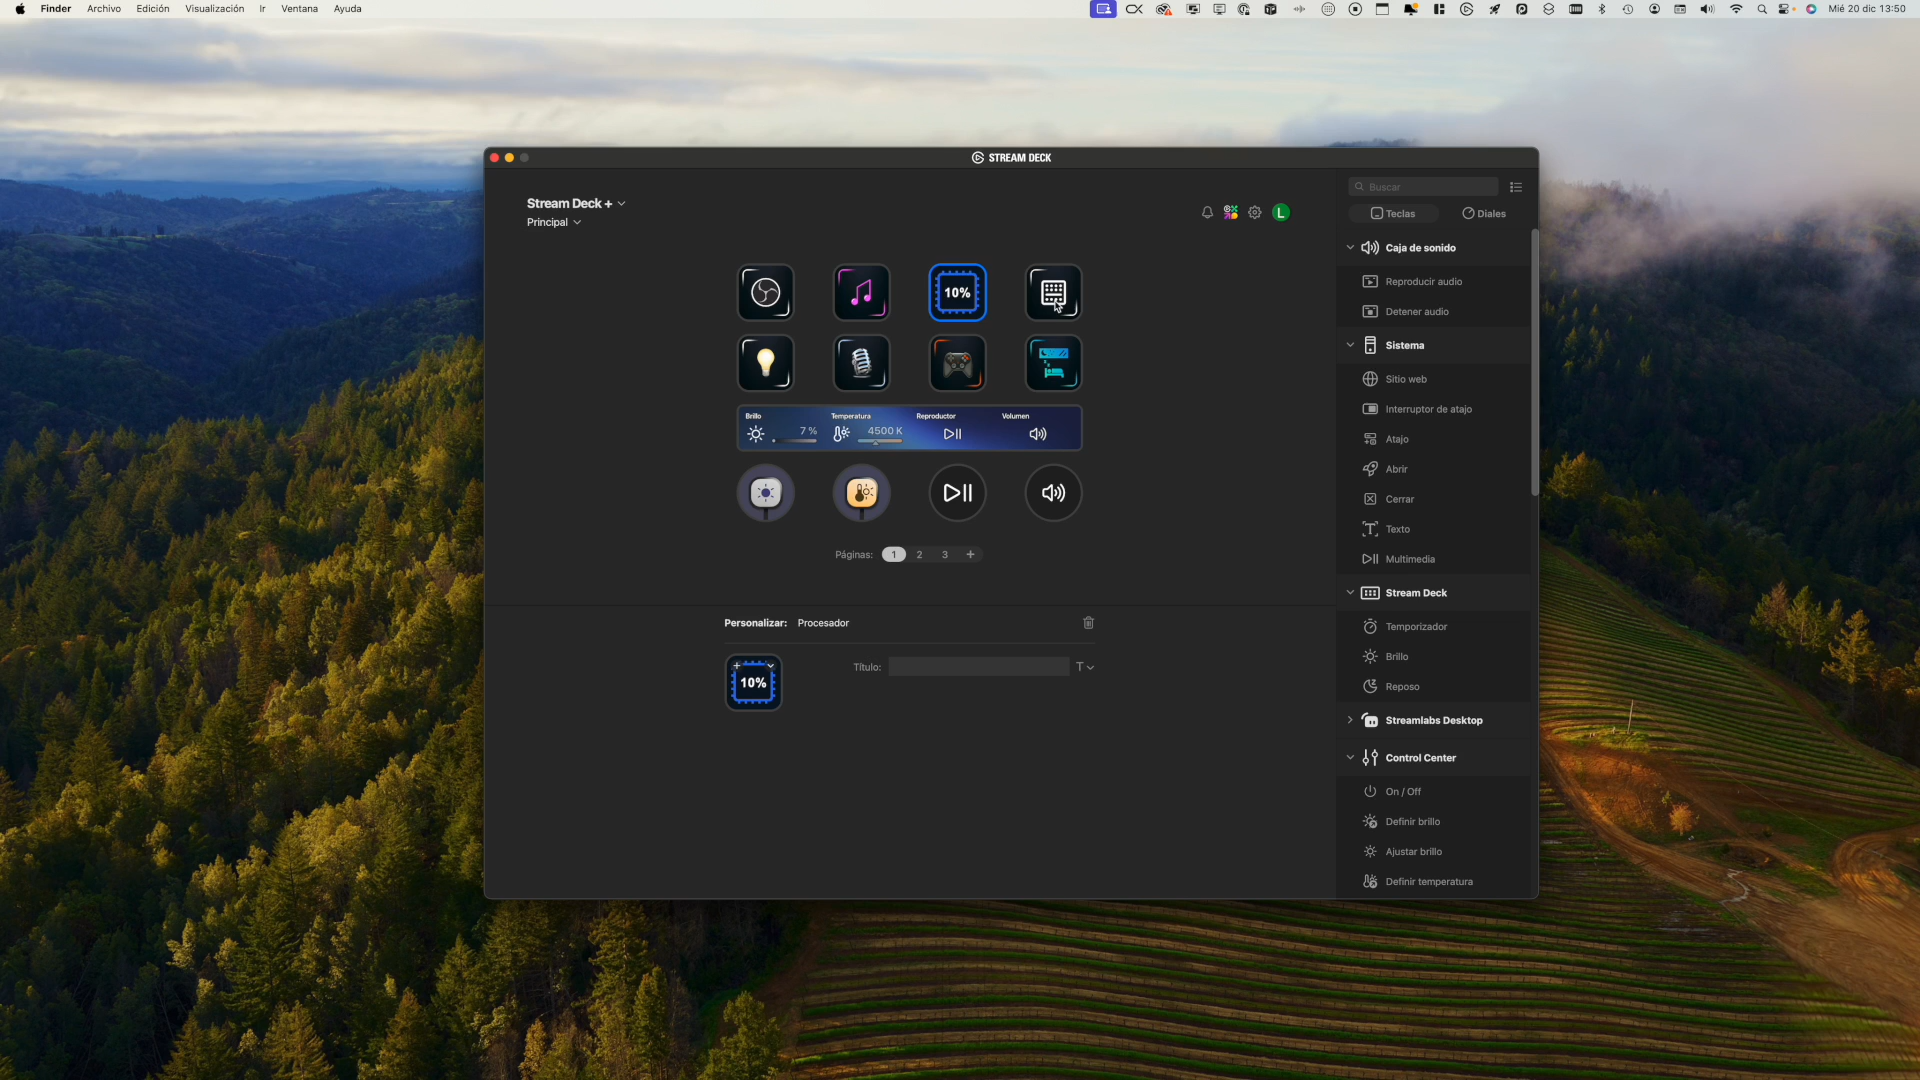 Finder Archivo Edición Visualización Ir Ventana Ayuda
Mié 20 dic 13:50
STREAM DECK
Stream Deck +
Principal
L
Buscar
Teclas
Diales
10%
Brillo
7 %
Temperatura
4500 K
Reproductor
Volumen
Páginas: 1 2 3 +
Personalizar: Procesador
10%
Título:
T
Caja de sonido
Reproducir audio
Detener audio
Sistema
Sitio web
Interruptor de atajo
Atajo
Abrir
Cerrar
Texto
Multimedia
Stream Deck
Temporizador
Brillo
Reposo
Streamlabs Desktop
Control Center
On / Off
Definir brillo
Ajustar brillo
Definir temperatura